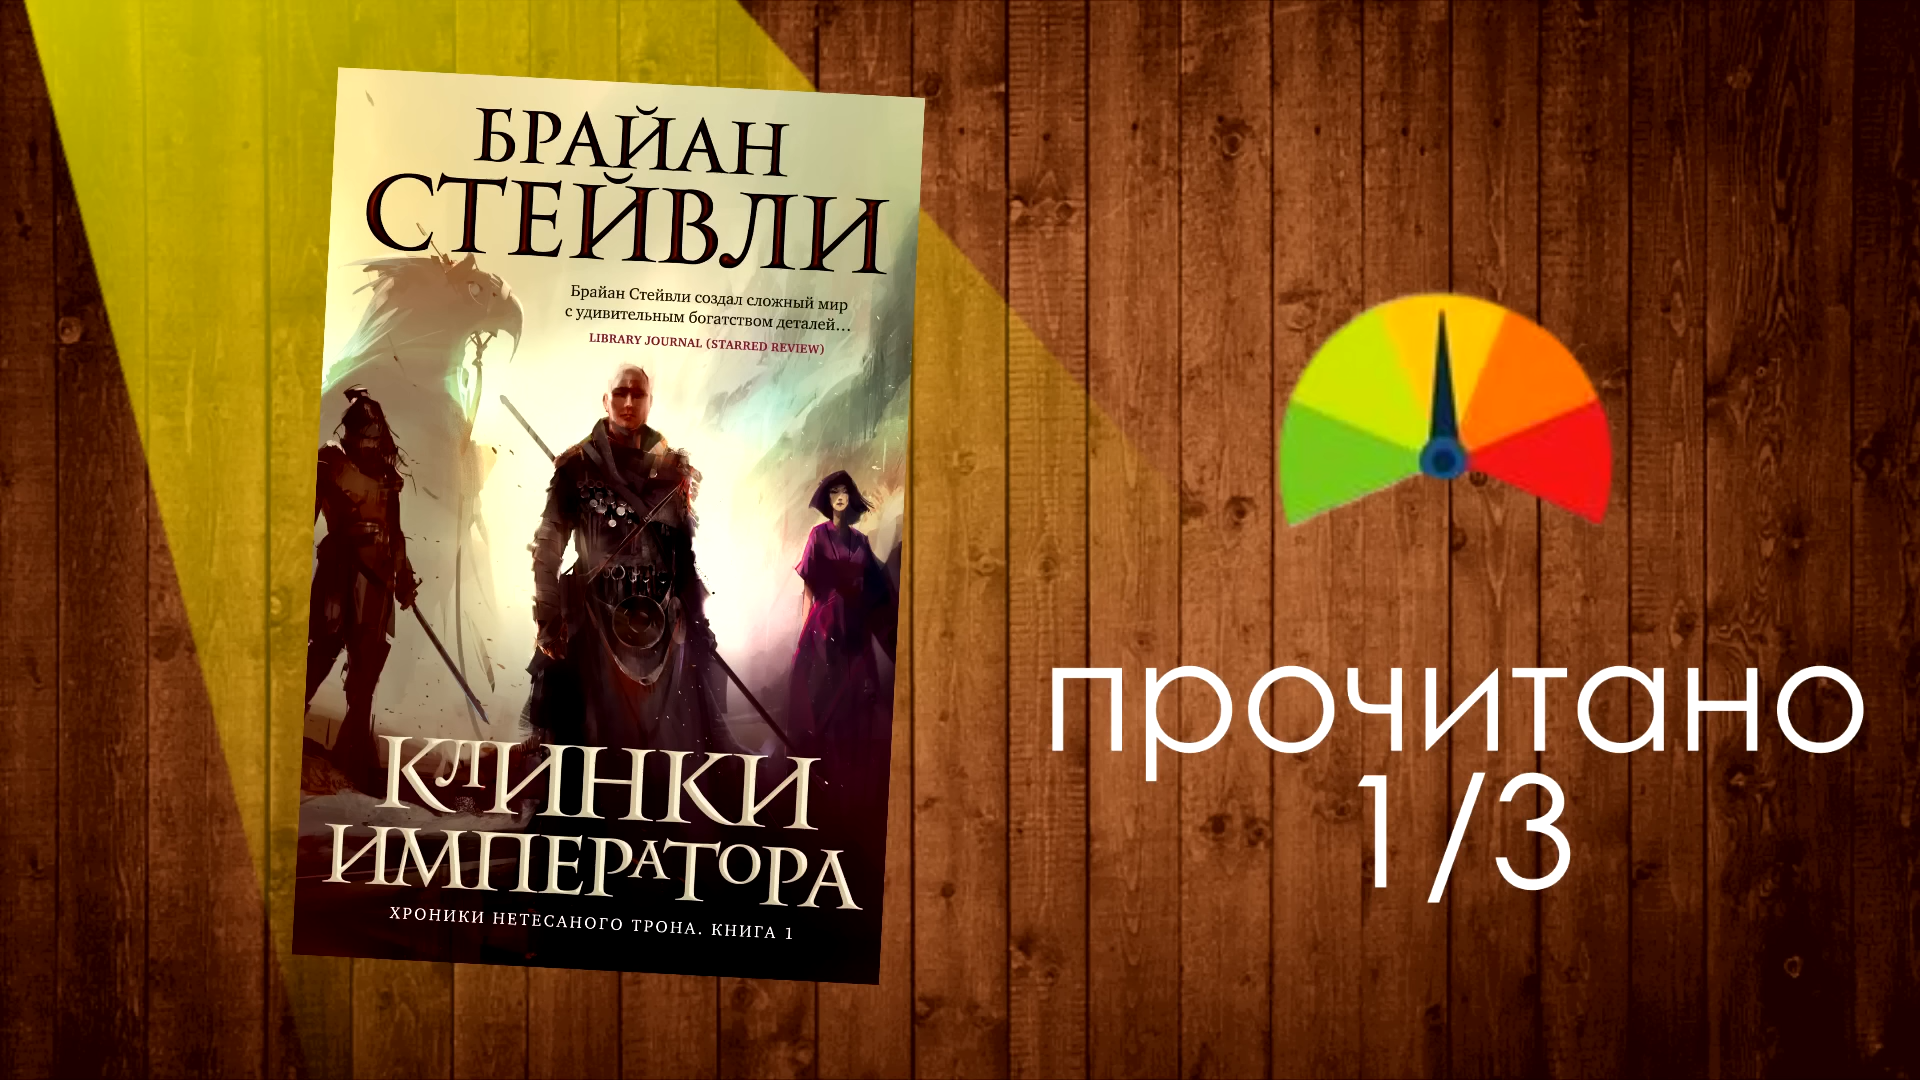 БРАЙАН
СТЕЙВЛИ
Брайан Стейвли создал сложный мир
с удивительным богатством деталей...
LIBRARY JOURNAL (STARRED REVIEW)
КЛИНКИ
ИМПЕРАТОРА
ХРОНИКИ НЕТЕСАНОГО ТРОНА. КНИГА 1
прочитано
1/3